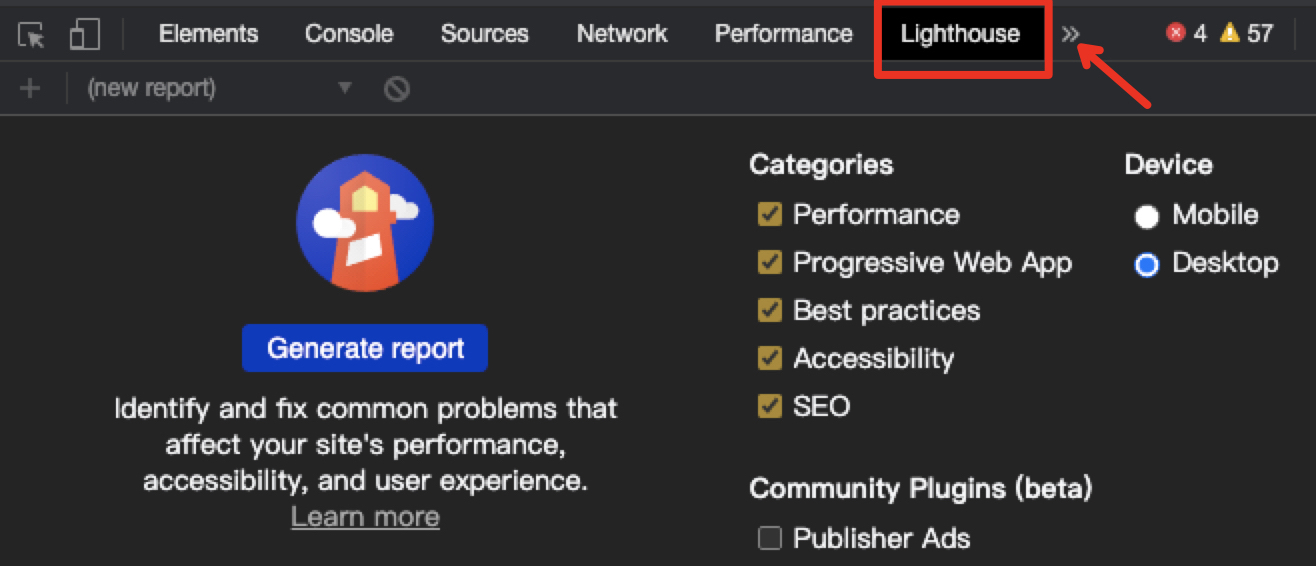 Elements Console Sources Network Performance Lighthouse » 4 57
(new report)
Categories Device
Performance Mobile
Progressive Web App Desktop
Best practices
Accessibility
SEO
Generate report
Identify and fix common problems that
affect your site's performance,
accessibility, and user experience.
Learn more
Community Plugins (beta)
Publisher Ads